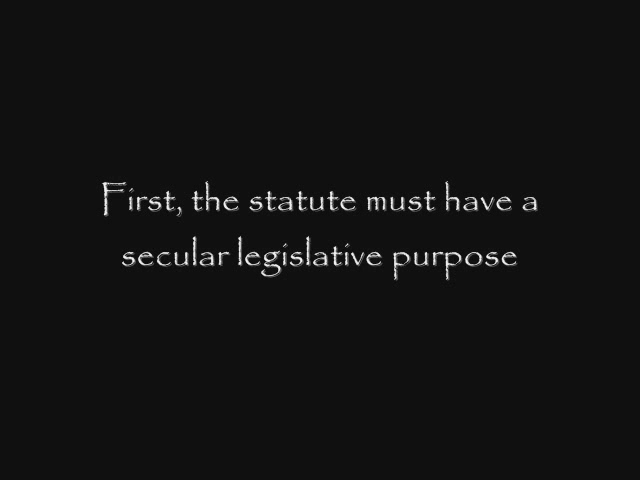 First, the statute must have a
secular legislative purpose